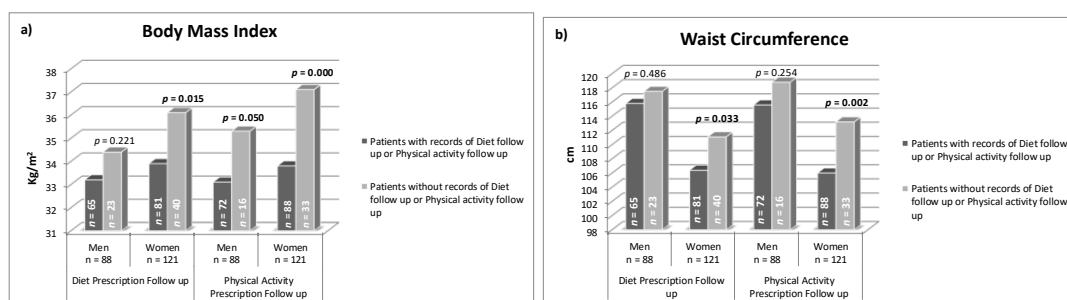 a)
Body Mass Index
38
37
36
35
34
33
32
31
Kg/m²
p = 0.221
p = 0.015
p = 0.050
p = 0.000
n = 65
n = 23
n = 81
n = 40
n = 72
n = 16
n = 88
n = 33
Men
n = 88
Women
n = 121
Men
n = 88
Women
n = 121
Diet Prescription Follow up
Physical Activity
Prescription Follow up
Patients with records of Diet follow
up or Physical activity follow up
Patients without records of Diet
follow up or Physical activity follow
up
b)
Waist Circumference
120
116
114
112
110
108
106
104
102
100
98
cm
p = 0.486
p = 0.033
p = 0.254
p = 0.002
n = 65
n = 23
n = 81
n = 40
n = 72
n = 16
n = 88
n = 33
Men
n = 88
Women
n = 121
Men
n = 88
Women
n = 121
Diet Prescription Follow
up
Physical Activity
Prescription Follow up
Patients with records of Diet follow
up or Physical activity follow up
Patients without records of Diet
follow up or Physical activity follow
up